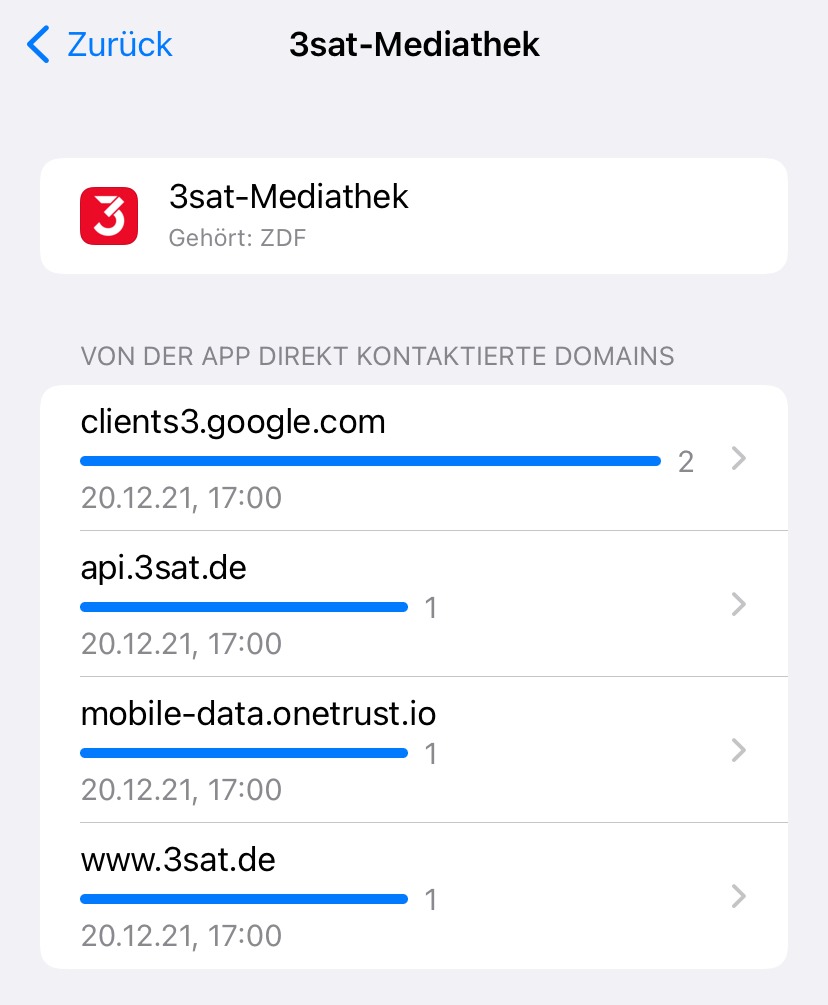 Zurück
3sat-Mediathek
3
3sat-Mediathek
Gehört: ZDF
VON DER APP DIREKT KONTAKTIERTE DOMAINS
clients3.google.com
2
20.12.21, 17:00
api.3sat.de
1
20.12.21, 17:00
mobile-data.onetrust.io
1
20.12.21, 17:00
www.3sat.de
1
20.12.21, 17:00